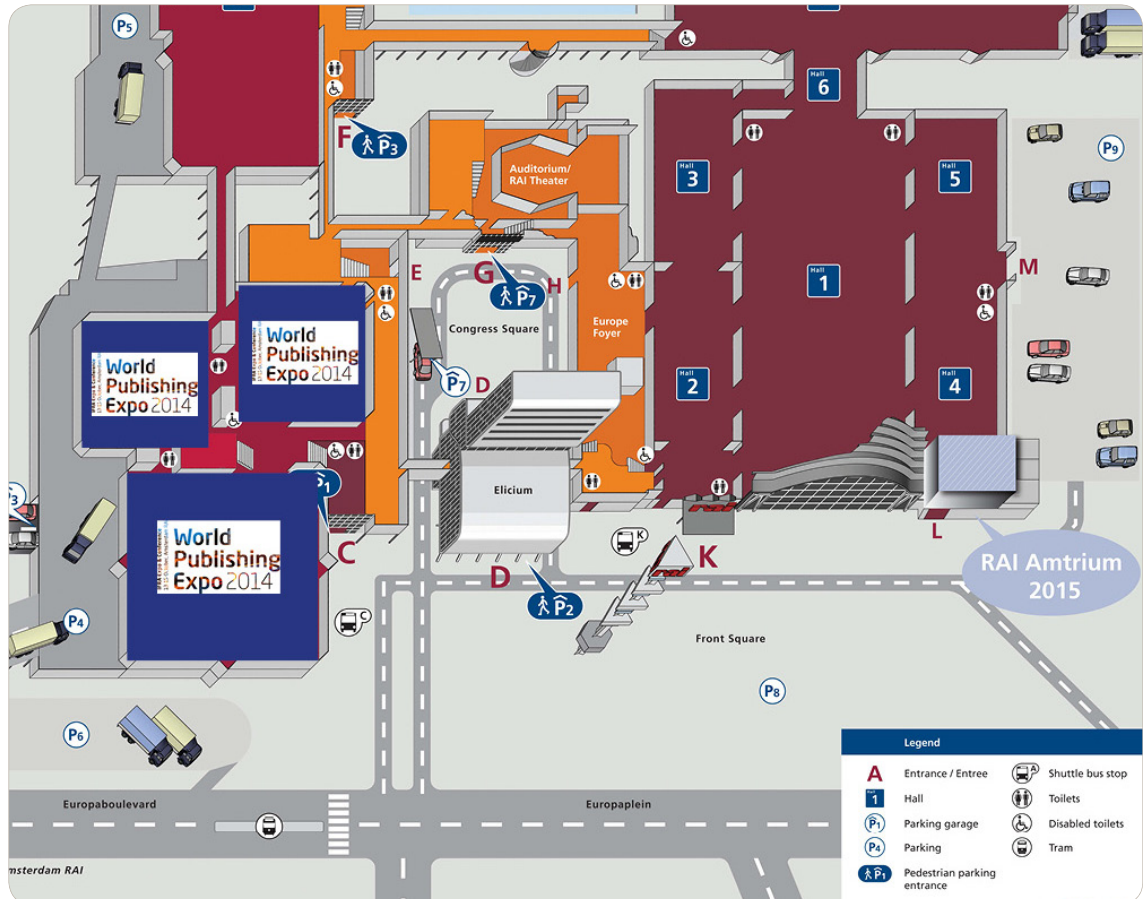 P5
F
P3
Auditorium/
RAI Theater
Hall
6
Hall
3
Hall
5
P9
E
G
H
M
P7
Congress Square
Europe
Foyer
Hall
1
World
Publishing
Expo 2014
World
Publishing
Expo 2014
P7
D
Hall
2
Hall
4
P1
Elicium
World
Publishing
Expo 2014
C
rai
K
K
L
RAI Amtrium
2015
D
P2
rai
P4
C
Front Square
P8
P6
Legend
A Entrance / Entree
Hall 1 Hall
P1 Parking garage
P4 Parking
P1 Pedestrian parking
entrance
A Shuttle bus stop
Toilets
Disabled toilets
Tram
Europaboulevard
Europaplein
msterdam RAI